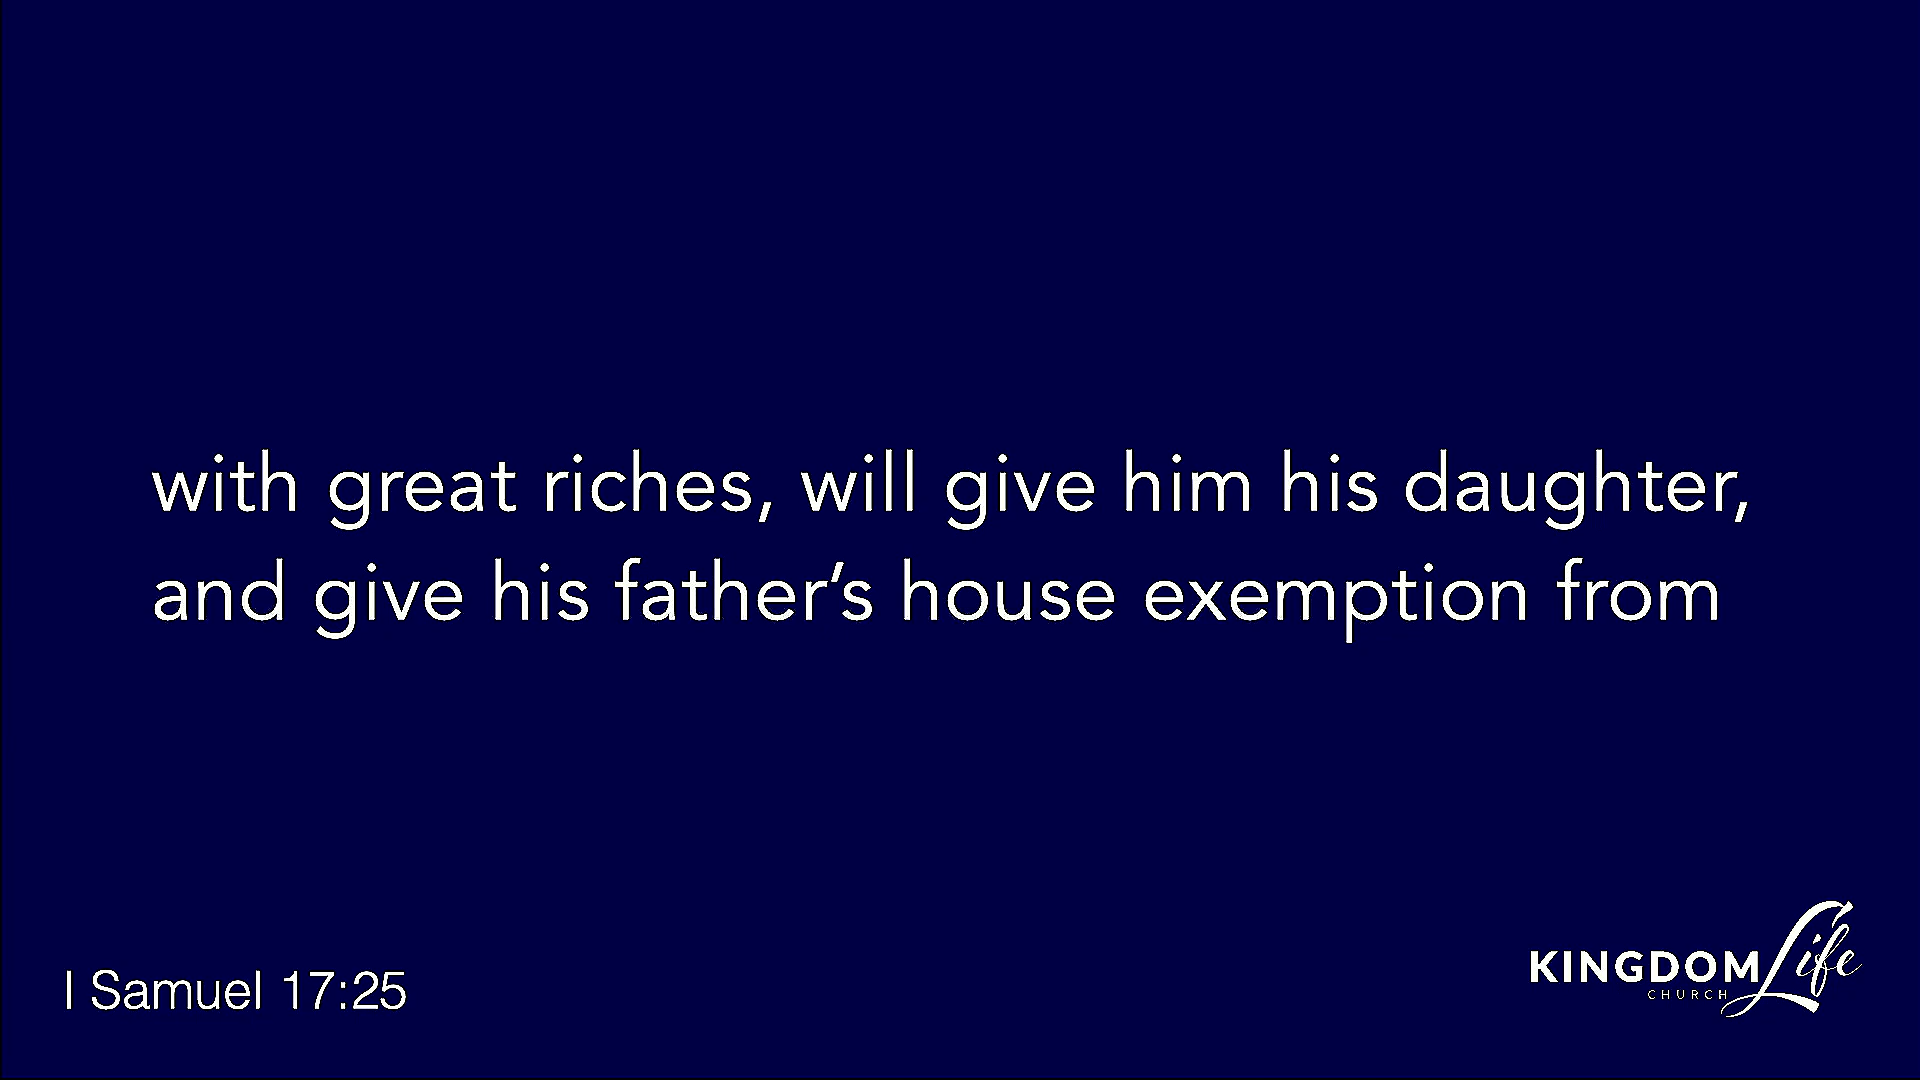 with great riches, will give him his daughter,
and give his father’s house exemption from
I Samuel 17:25
KINGDOM Life
CHURCH